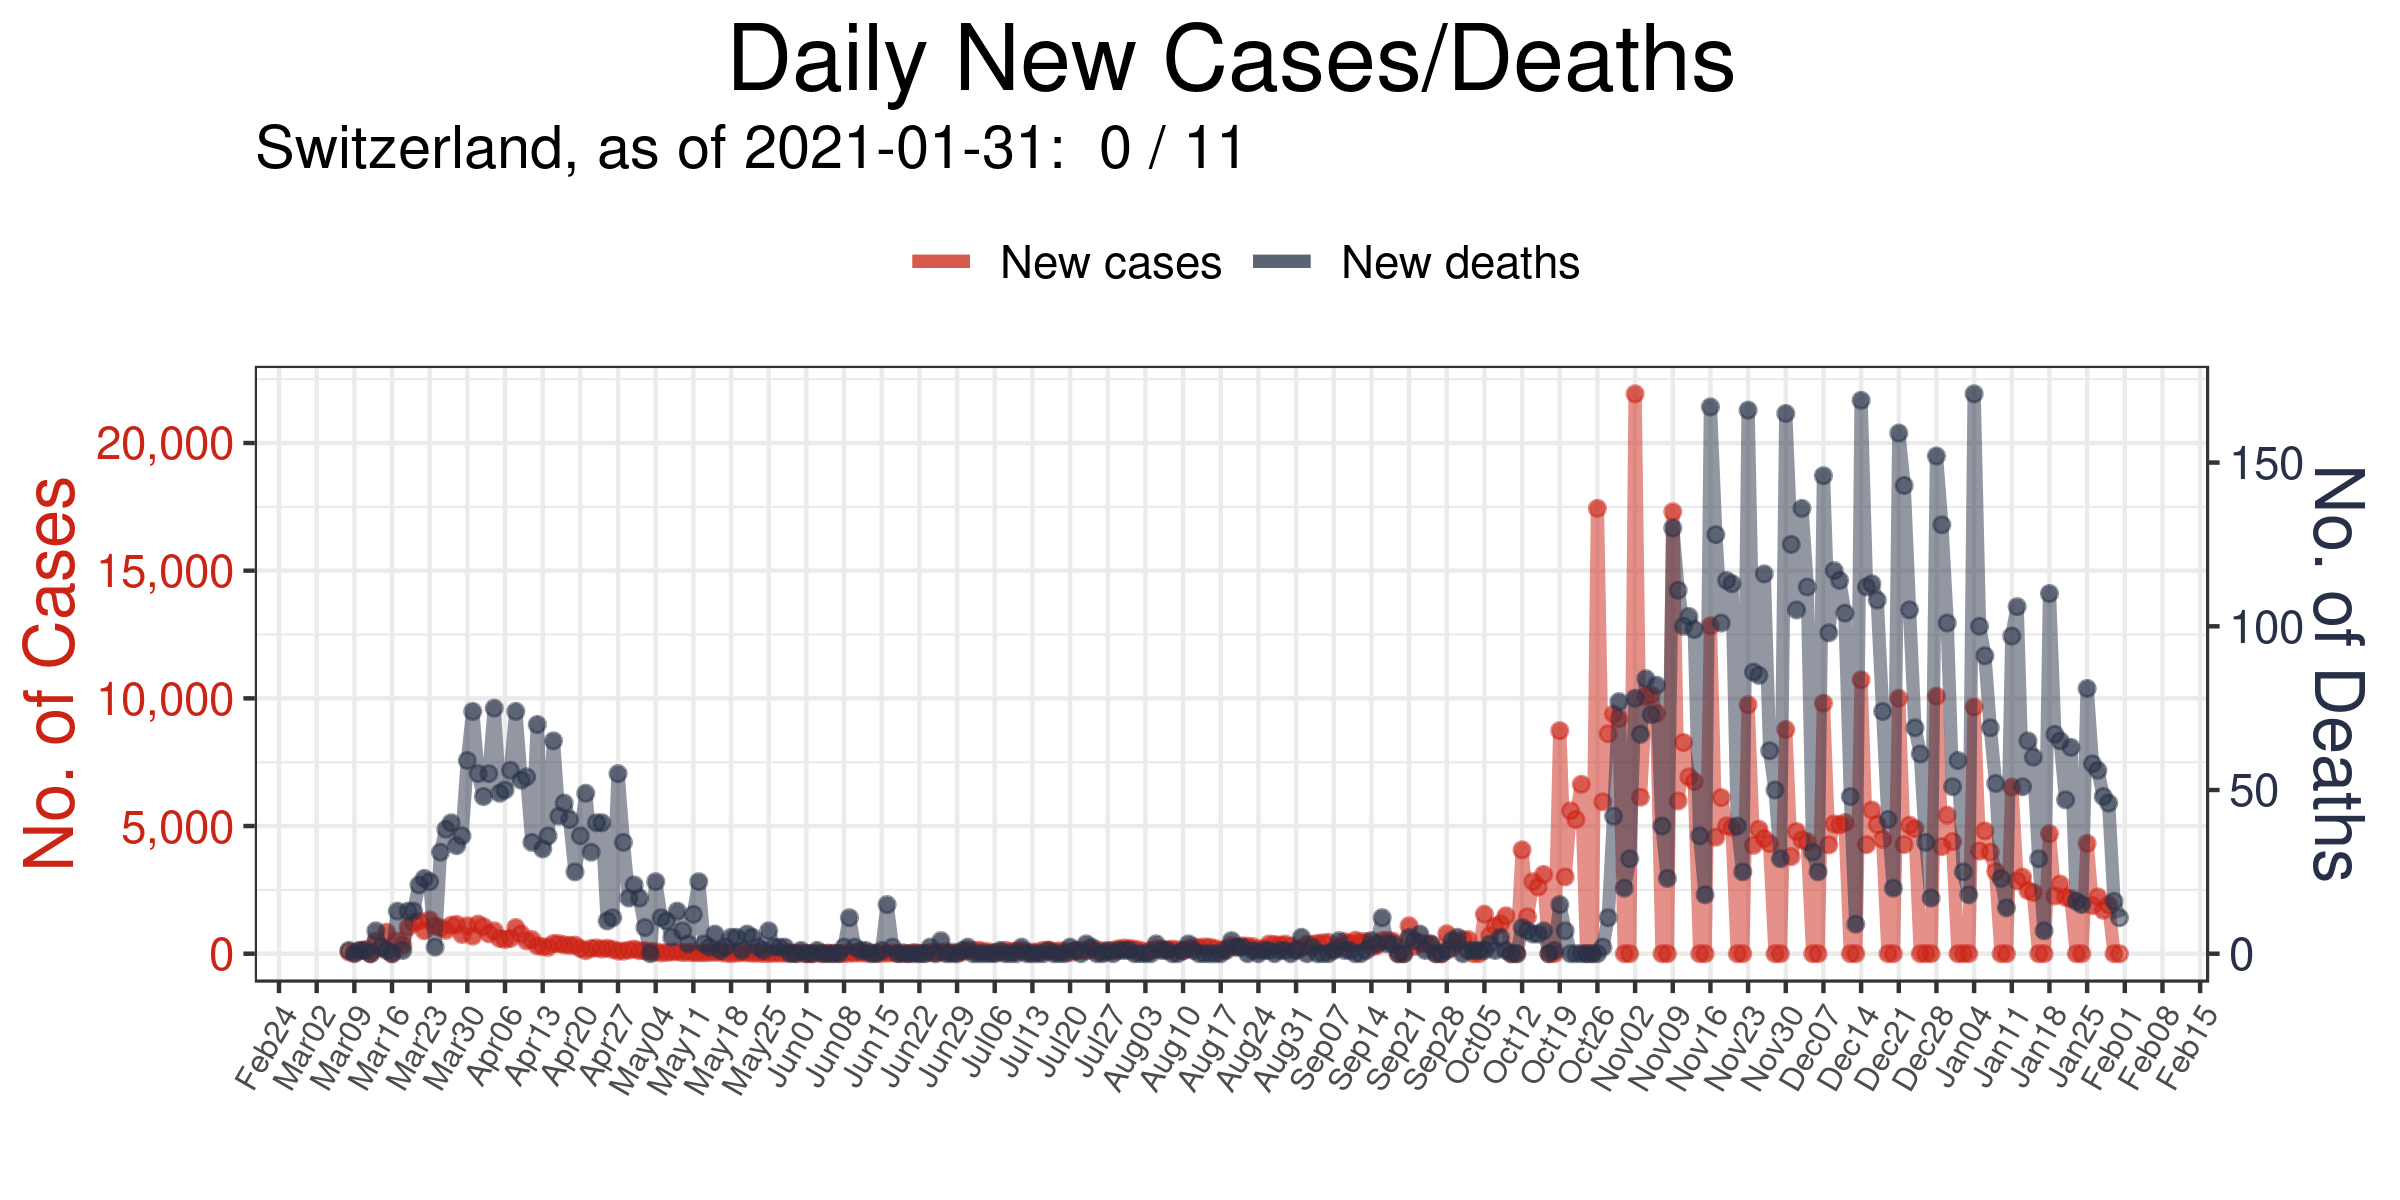 Daily New Cases/Deaths
Switzerland, as of 2021-01-31: 0 / 11
New cases New deaths
No. of Cases
20,000
15,000
10,000
5,000
0
150
100
50
0
No. of Deaths
Feb24 Mar02 Mar09 Mar16 Mar23 Mar30 Apr06 Apr13 Apr20 Apr27 May04 May11 May18 May25 Jun01 Jun08 Jun15 Jun22 Jun29 Jul06 Jul13 Jul20 Jul27 Aug03 Aug10 Aug17 Aug24 Aug31 Sep07 Sep14 Sep21 Sep28 Oct05 Oct12 Oct19 Oct26 Nov02 Nov09 Nov16 Nov23 Nov30 Dec07 Dec14 Dec21 Dec28 Jan04 Jan11 Jan18 Jan25 Feb01 Feb08 Feb15